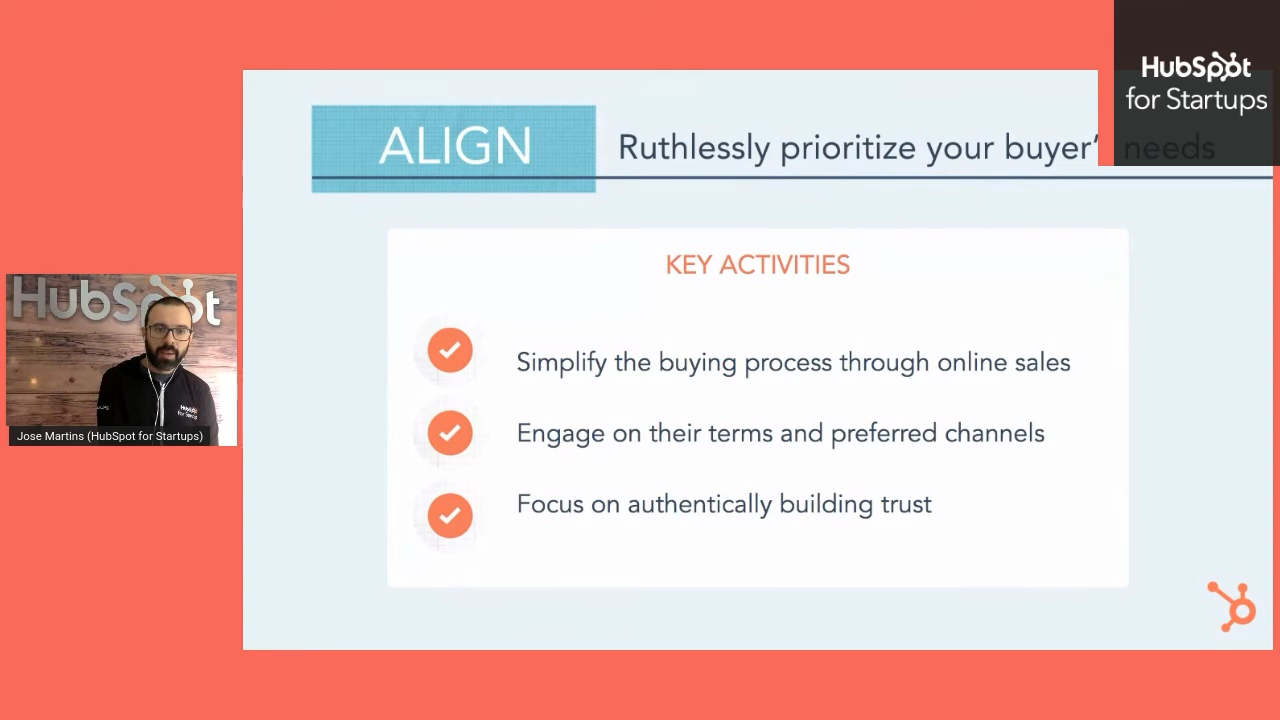 HubSpot
for Startups
ALIGN
Ruthlessly prioritize your buyer' needs
KEY ACTIVITIES
Simplify the buying process through online sales
Engage on their terms and preferred channels
Focus on authentically building trust
HubSpot
HubSpot
Jose Martins (HubSpot for Startups)